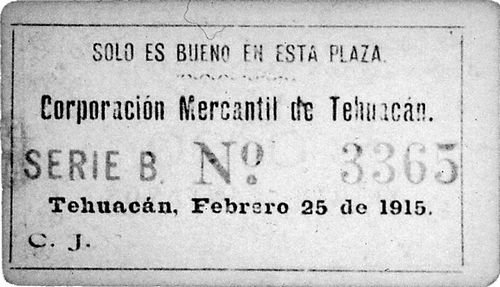 SOLO ES BUENO EN ESTA PLAZA.
Corporación Mercantil de Tehuacán.
SERIE B. Nº 3365
Tehuacán, Febrero 25 de 1915.
C. J.